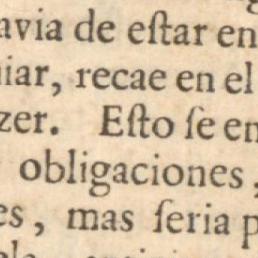 avia de eſtar en
iar, recae en el
zer. Eſto ſe en
obligaciones,
es, mas ſeria p